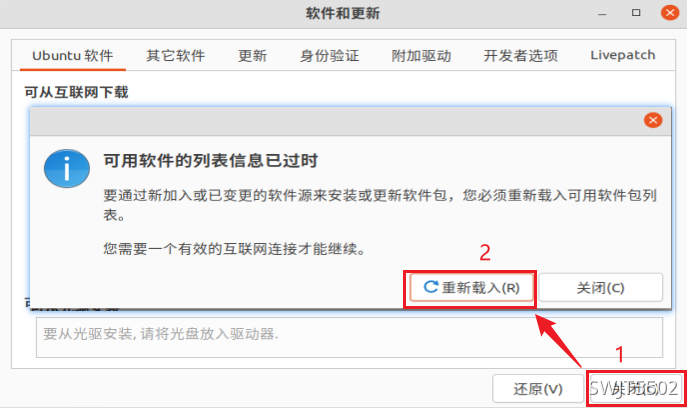 软件和更新
Ubuntu 软件 其它软件 更新 身份验证 附加驱动 开发者选项 Livepatch
可从互联网下载
可用软件的列表信息已过时
要通过新加入或已变更的软件源来安装或更新软件包，您必须重新载入可用软件包列
表。
您需要一个有效的互联网连接才能继续。
2
重新载入(R) 关闭(C)
要从光驱安装, 请将光盘放入驱动器.
1
还原(V)